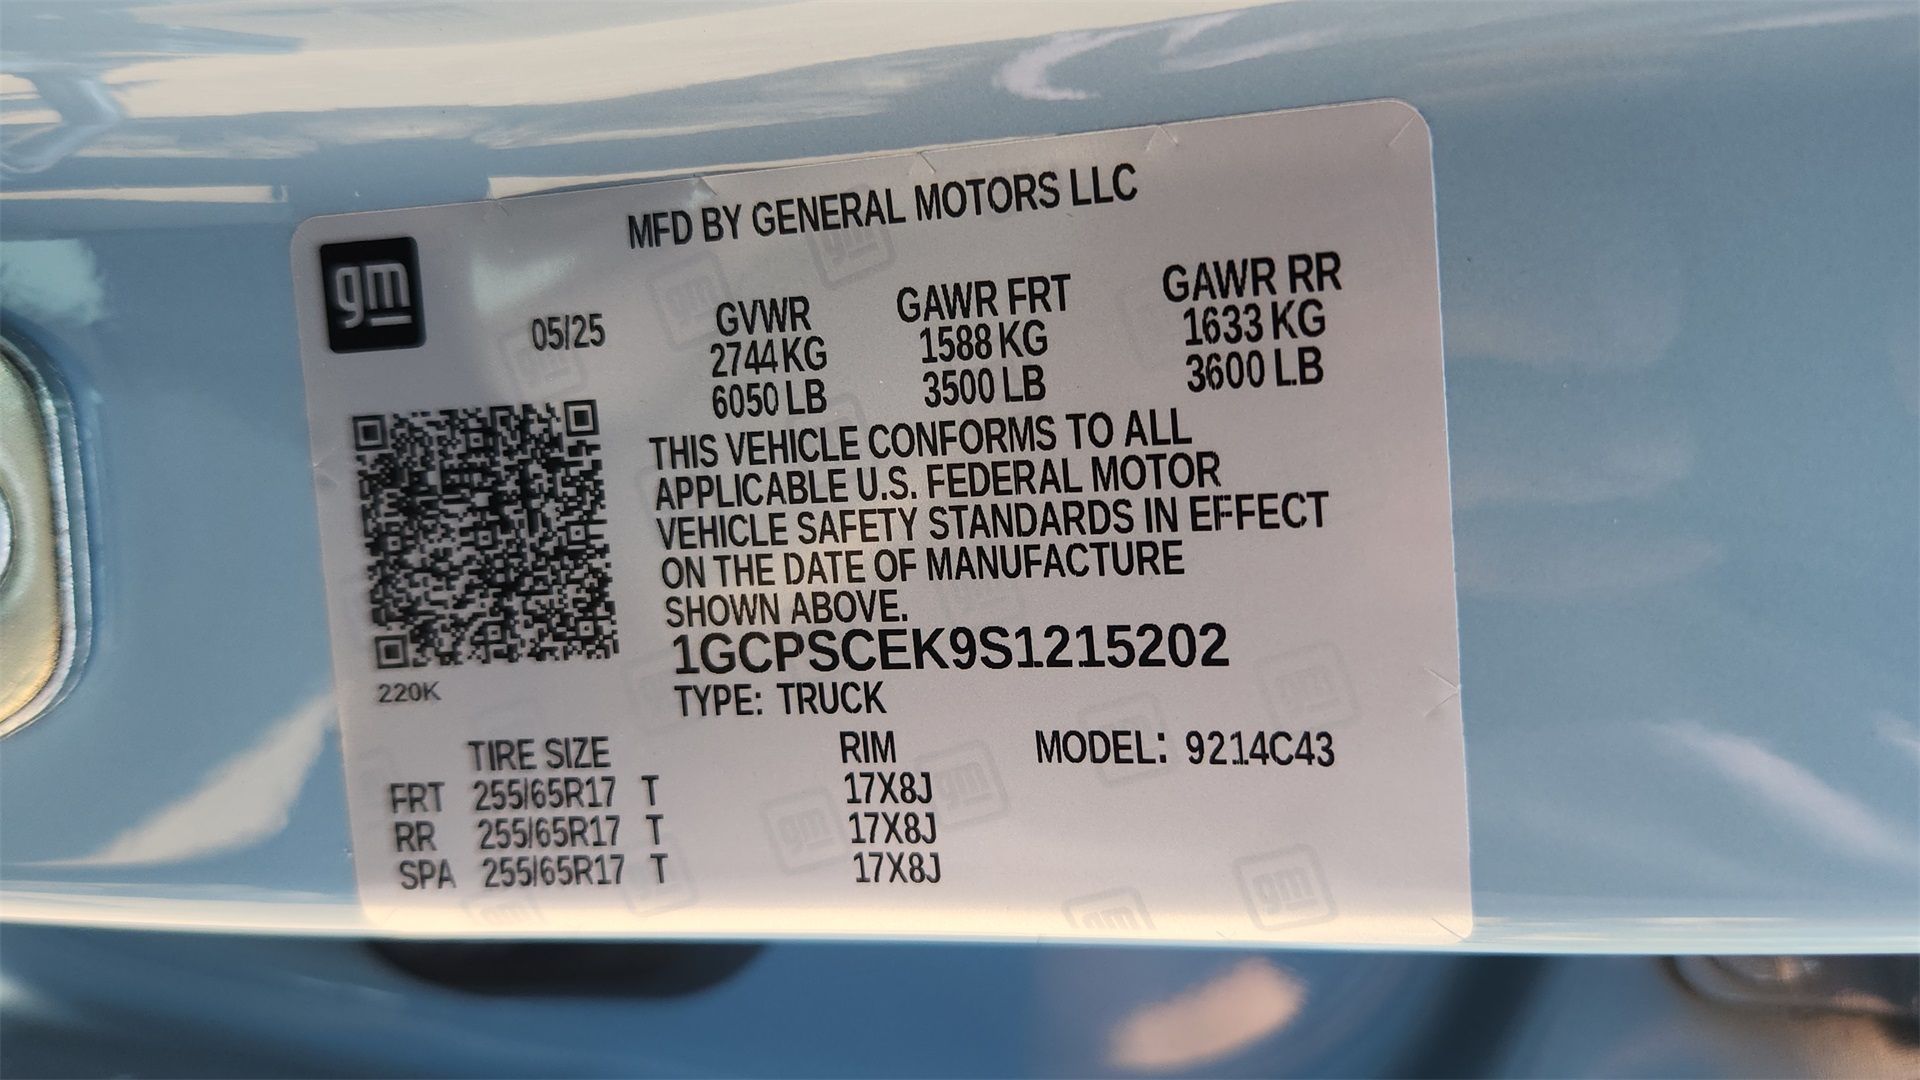 MFD BY GENERAL MOTORS LLC
gm
05/25
GVWR GAWR FRT GAWR RR
2744 KG 1588 KG 1633 KG
6050 LB 3500 LB 3600 LB
THIS VEHICLE CONFORMS TO ALL
APPLICABLE U.S. FEDERAL MOTOR
VEHICLE SAFETY STANDARDS IN EFFECT
ON THE DATE OF MANUFACTURE
SHOWN ABOVE.
1GCPSCEK9S1215202
220K
TYPE: TRUCK
TIRE SIZE RIM MODEL: 9214C43
FRT 255/65R17 T 17X8J
RR 255/65R17 T 17X8J
SPA 255/65R17 T 17X8J